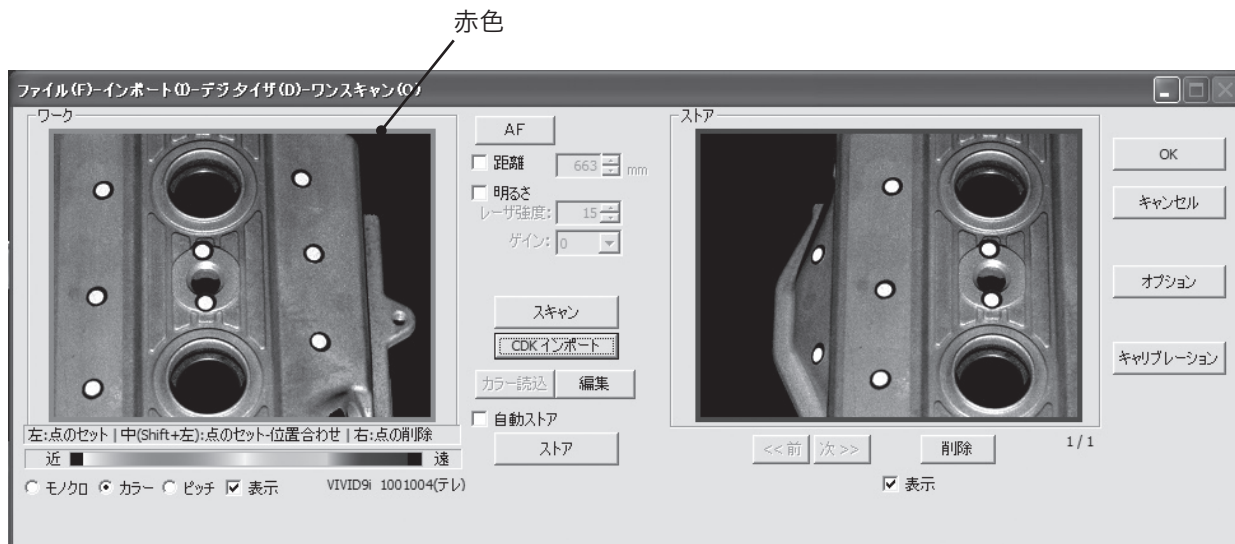 赤色
ファイル(F)-インポート(I)-デジタイザ(D)-ワンスキャン(O)
ワーク
AF
距離 663 mm
明るさ
レーザ強度: 15
ゲイン: 0
スキャン
CDK インポート
カラー読込 編集
自動ストア
ストア
左:点のセット | 中(Shift+左):点のセット-位置合わせ | 右:点の削除
近 遠
モノクロ カラー ピッチ 表示 VIVID9i 1001004(テレ)
ストア
<<前 次>> 削除 1 / 1
表示
OK
キャンセル
オプション
キャリブレーション